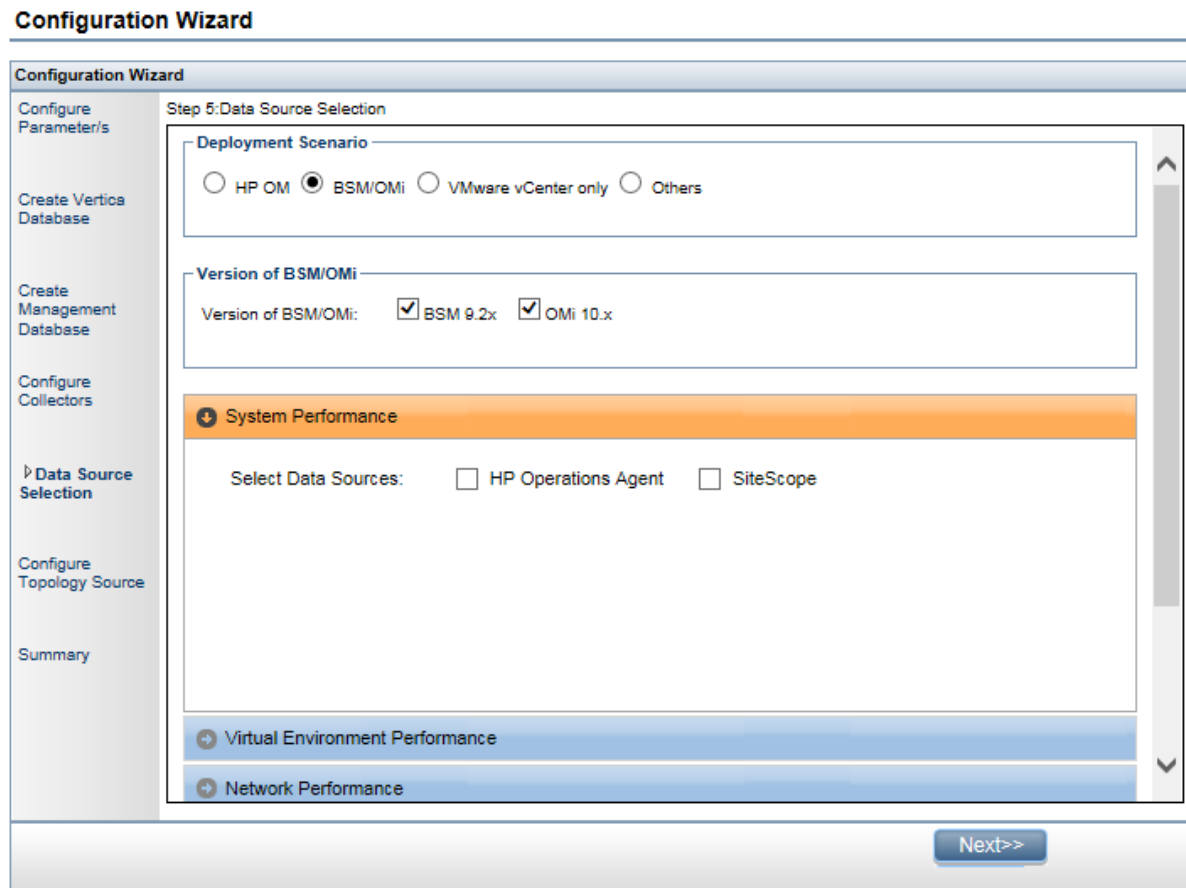 Configuration Wizard
Configuration Wizard
Configure
Parameter/s
Create Vertica
Database
Create
Management
Database
Configure
Collectors
Data Source
Selection
Configure
Topology Source
Summary
Step 5:Data Source Selection
Deployment Scenario
HP OM BSM/OMi VMware vCenter only Others
Version of BSM/OMi
Version of BSM/OMi: BSM 9.2x OMi 10.x
System Performance
Select Data Sources: HP Operations Agent SiteScope
Virtual Environment Performance
Network Performance
Next>>